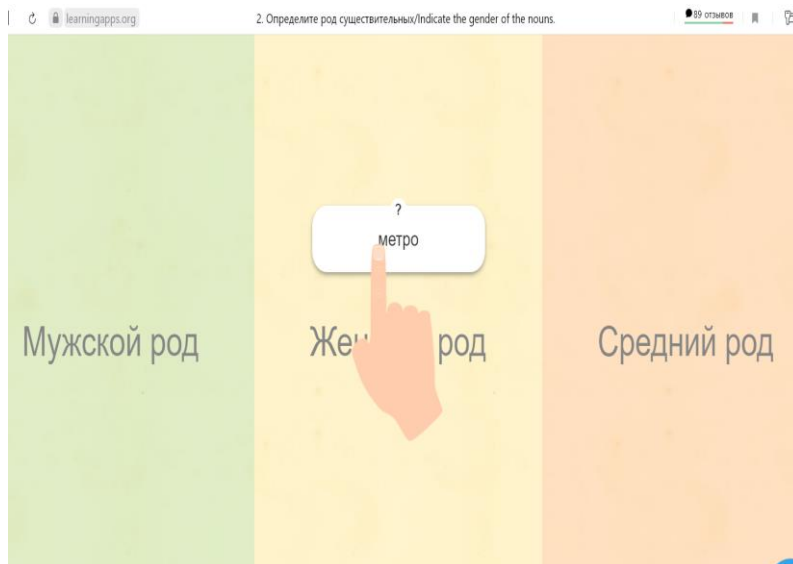 learningapps.org
2. Определите род существительных/Indicate the gender of the nouns.
89 отзывов
?
метро
Мужской род
род
Средний род